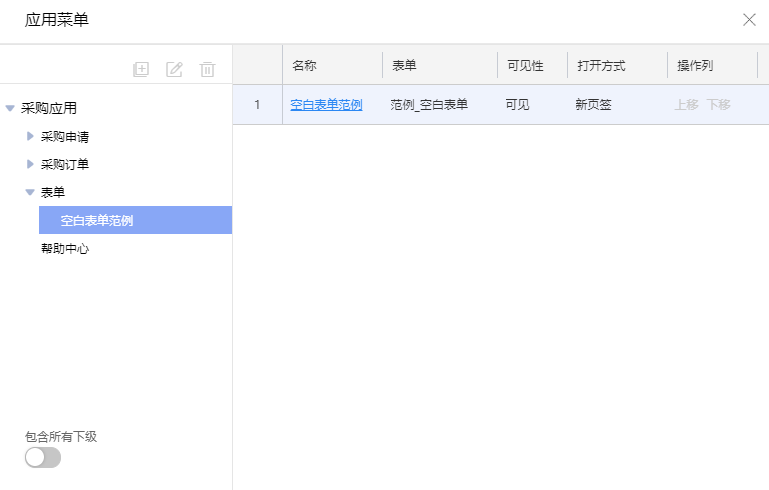 应用菜单
采购应用
采购申请
采购订单
表单
空白表单范例
帮助中心
包含所有下级
名称 表单 可见性 打开方式 操作列
1 空白表单范例 范例_空白表单 可见 新页签 上移 下移